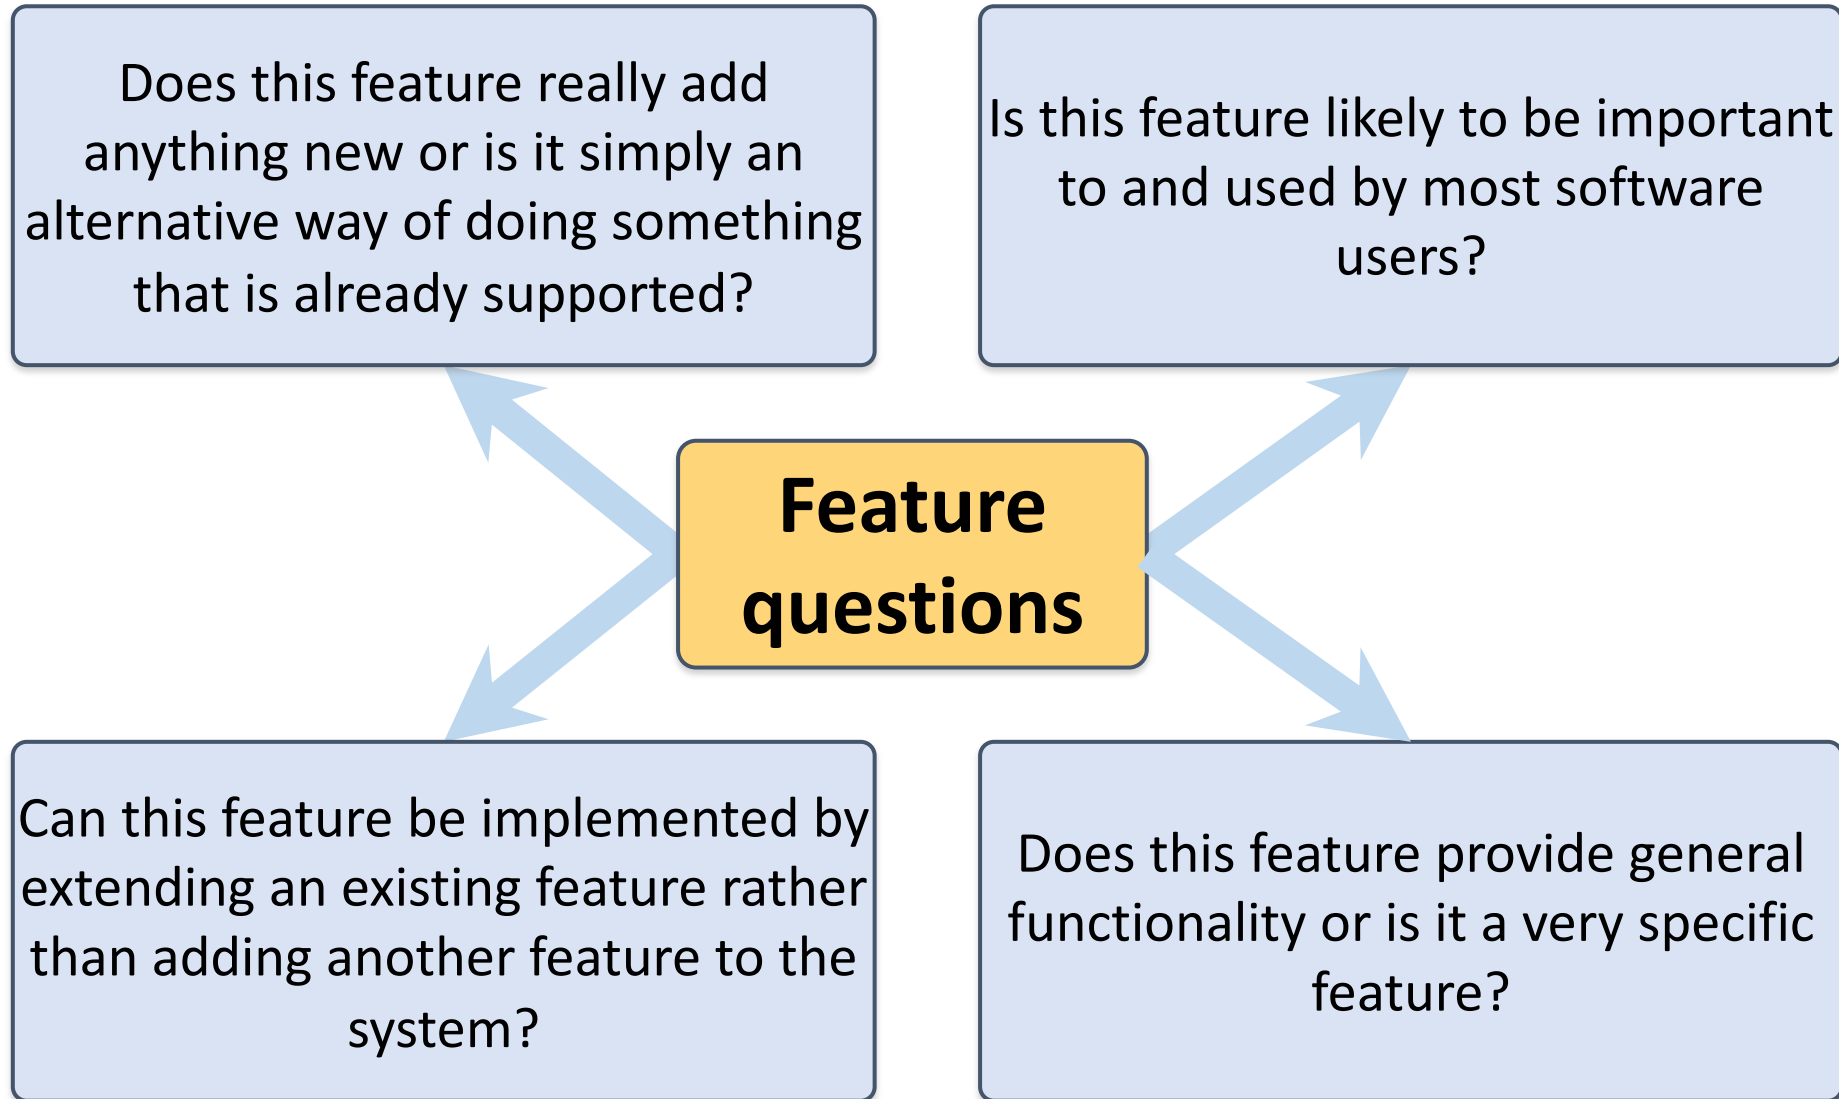 Does this feature really add
anything new or is it simply an
alternative way of doing something
that is already supported?
Is this feature likely to be important
to and used by most software
users?
Feature
questions
Can this feature be implemented by
extending an existing feature rather
than adding another feature to the
system?
Does this feature provide general
functionality or is it a very specific
feature?